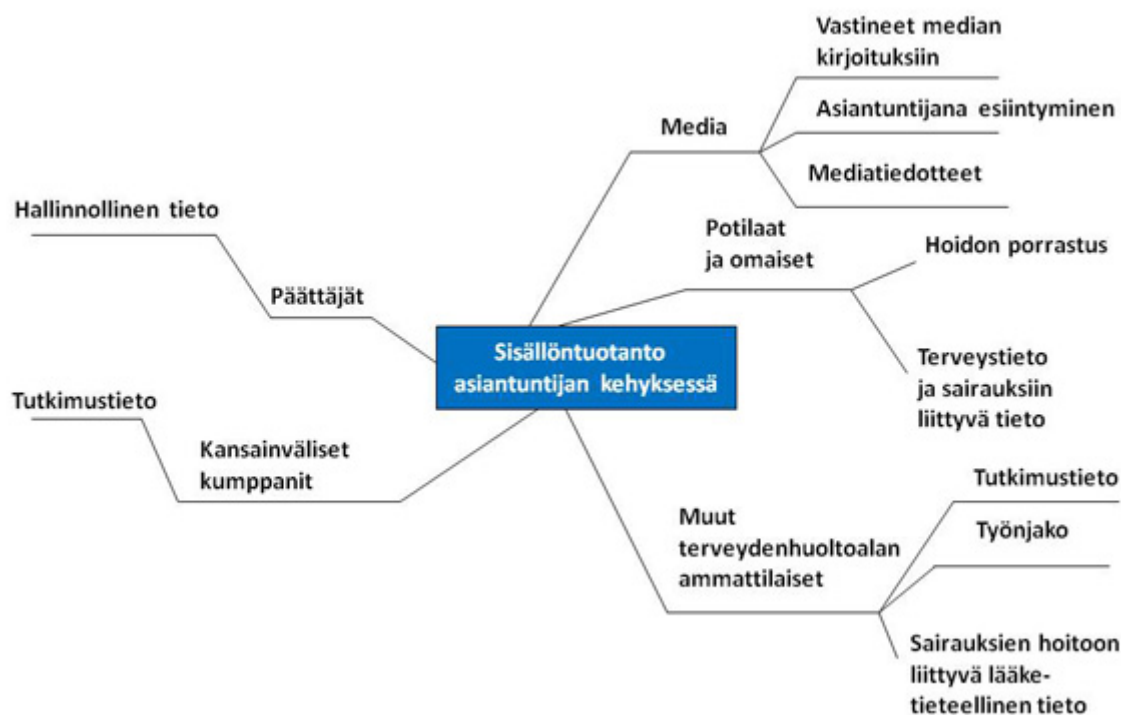 Vastineet median
kirjoituksiin
Asiantuntijana esiintyminen
Media
Mediatiedotteet
Hallinnollinen tieto
Potilaat
ja omaiset
Hoidon porrastus
Päättäjät
Sisällöntuotanto
asiantuntijan kehyksessä
Terveystieto
ja sairauksiin
liittyvä tieto
Tutkimustieto
Kansainväliset
kumppanit
Tutkimustieto
Muut
terveydenhuoltoalan
ammattilaiset
Työnjako
Sairauksien hoitoon
liittyvä lääke-
tieteellinen tieto